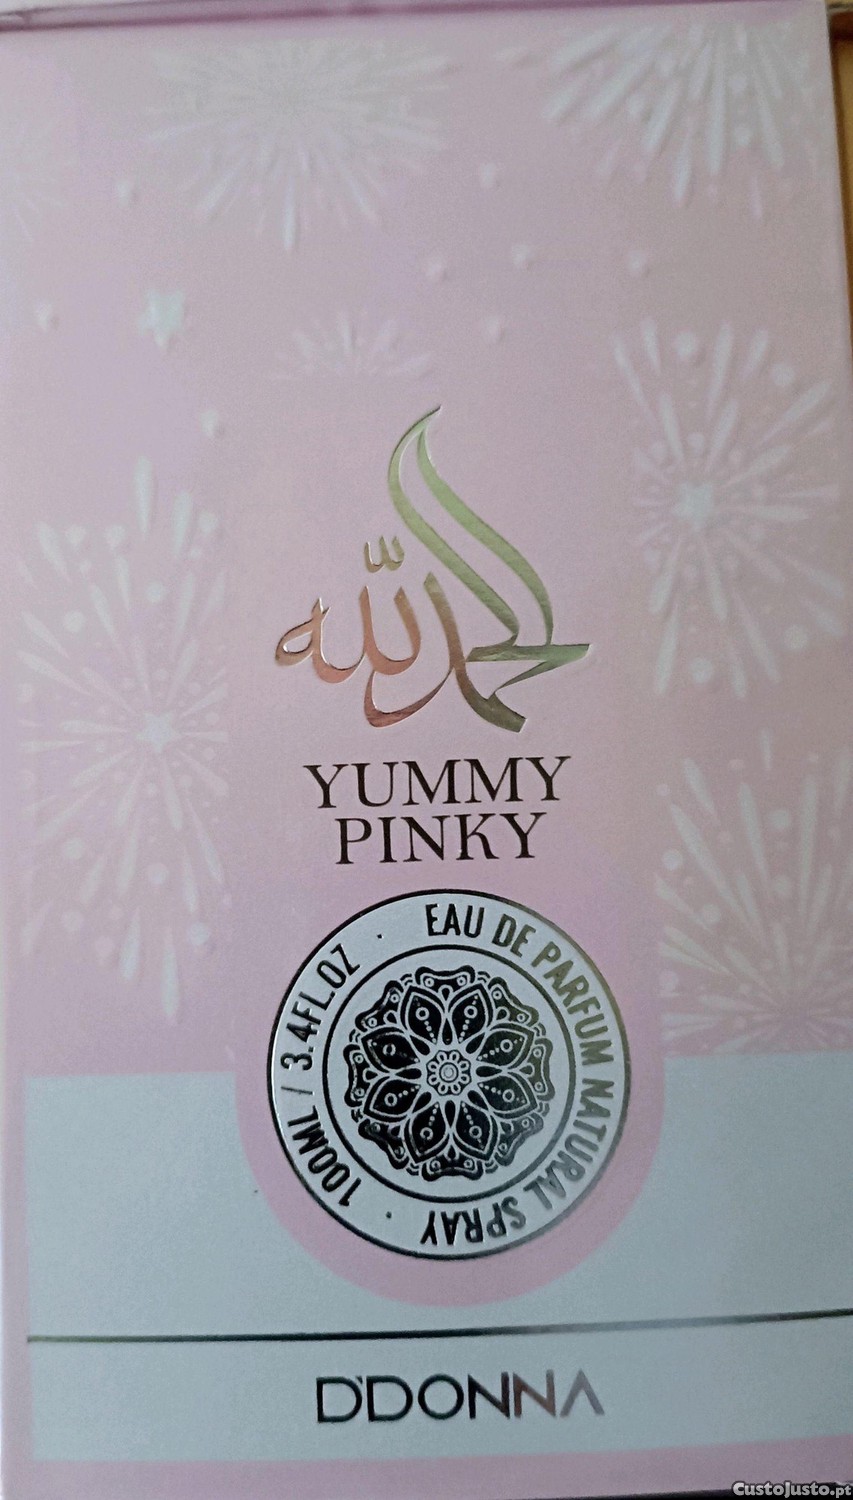 الحمد لله
YUMMY
PINKY
EAU DE PARFUM NATURAL SPRAY · 100ML / 3.4FL.OZ ·
D'DONNA
CustoJusto.pt